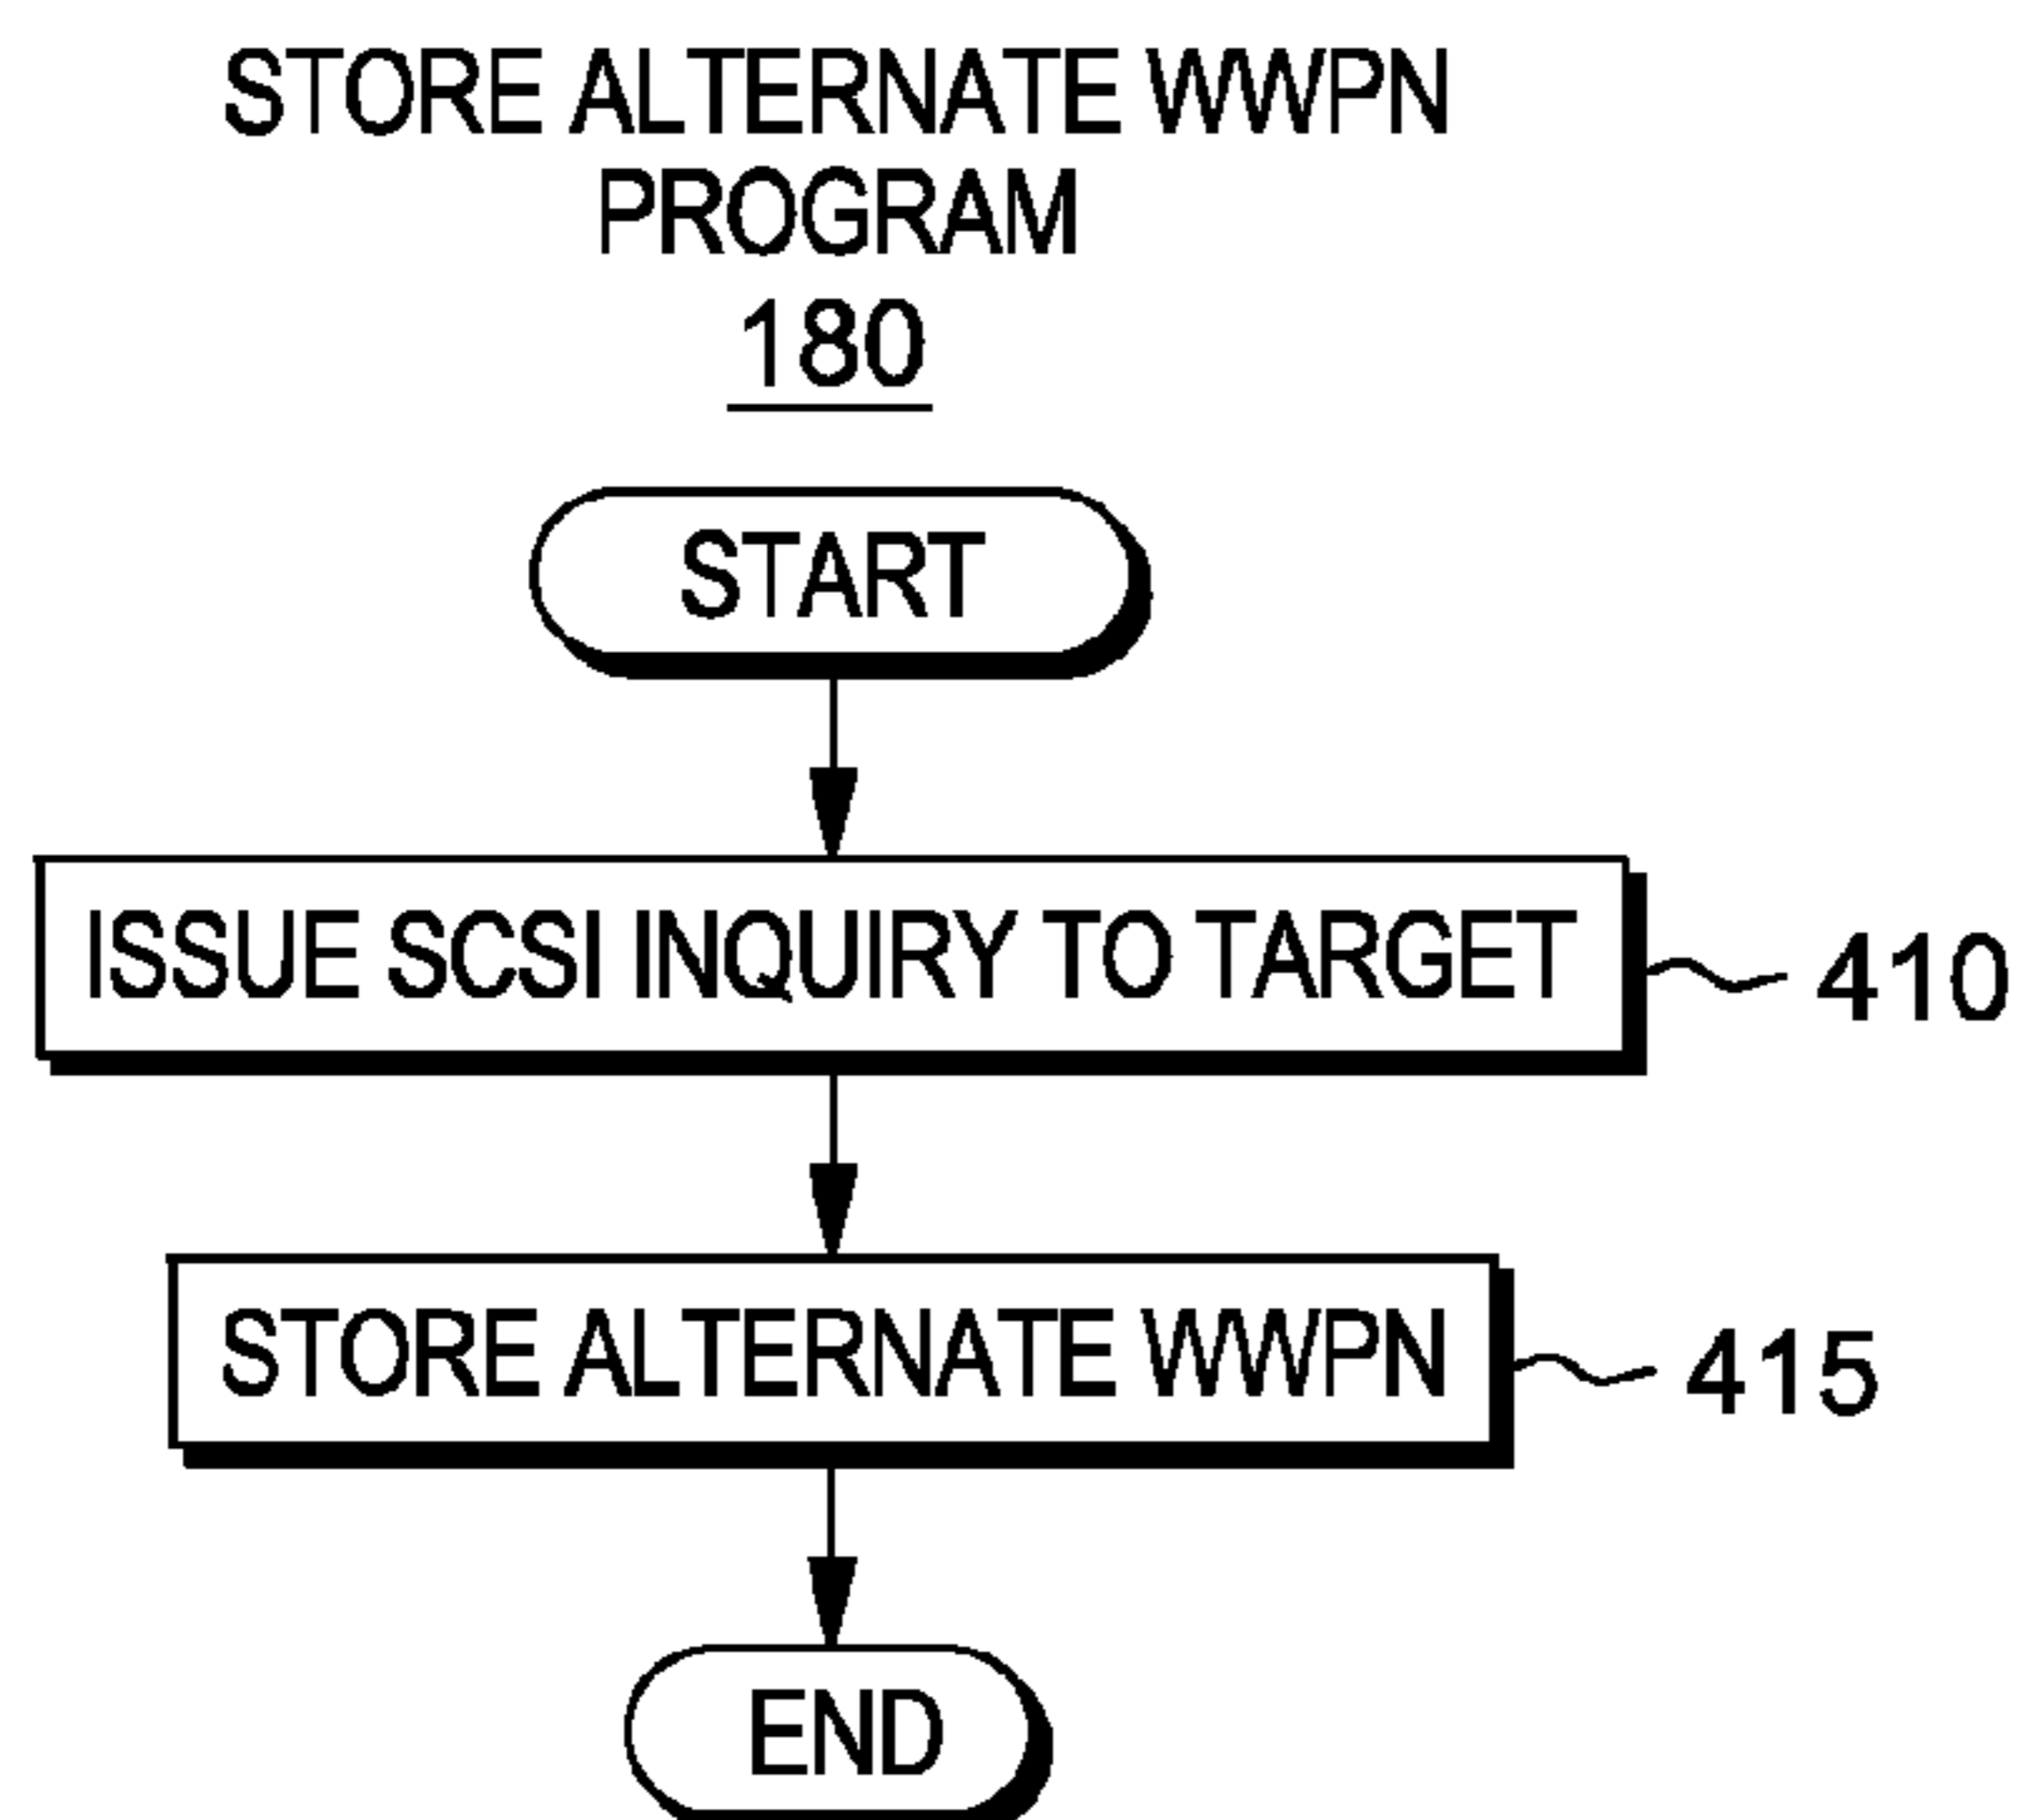 STORE ALTERNATE WWPN
PROGRAM
180
START
ISSUE SCSI INQUIRY TO TARGET
410
STORE ALTERNATE WWPN
415
END